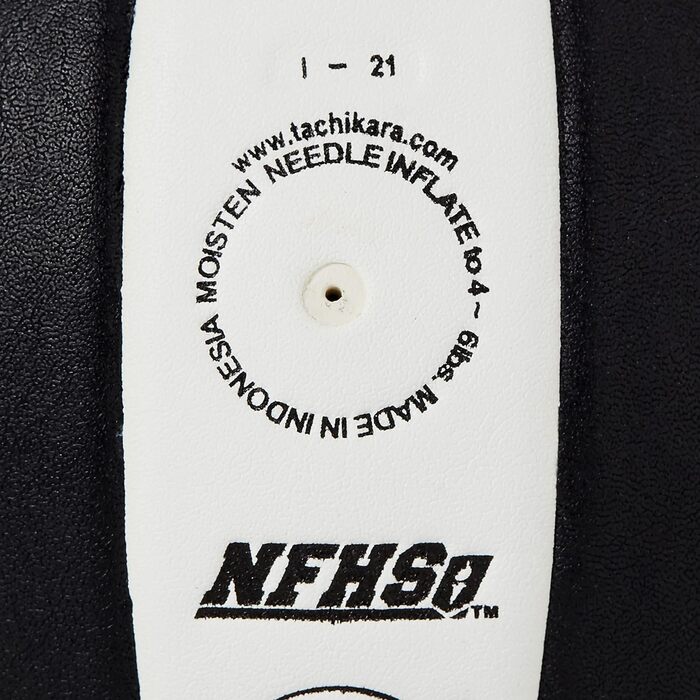 I - 21
www.tachikara.com
MOISTEN NEEDLE INFLATE to 4~ 6lbs. MADE IN INDONESIA
NFHS TM